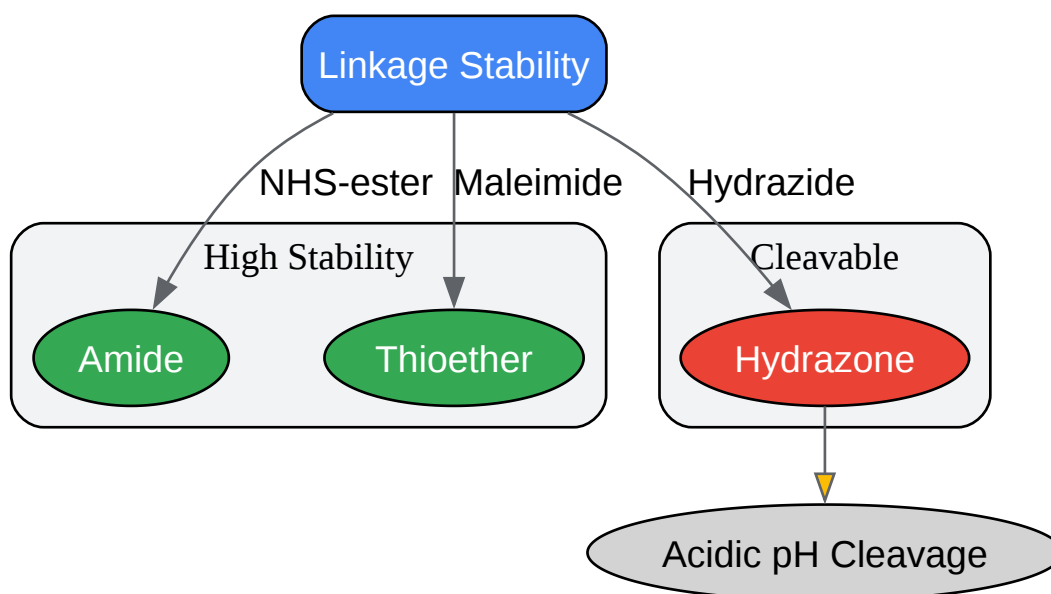 Linkage Stability
NHS-ester
Maleimide
Hydrazide
High Stability
Cleavable
Amide
Thioether
Hydrazone
Acidic pH Cleavage